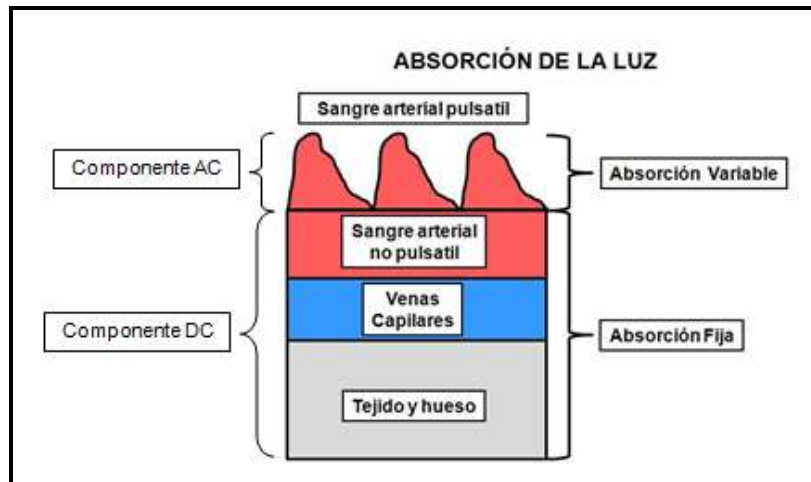 ABSORCIÓN DE LA LUZ
Sangre arterial pulsatil
Componente AC
Absorción Variable
Sangre arterial
no pulsatil
Venas
Capilares
Componente DC
Absorción Fija
Tejido y hueso